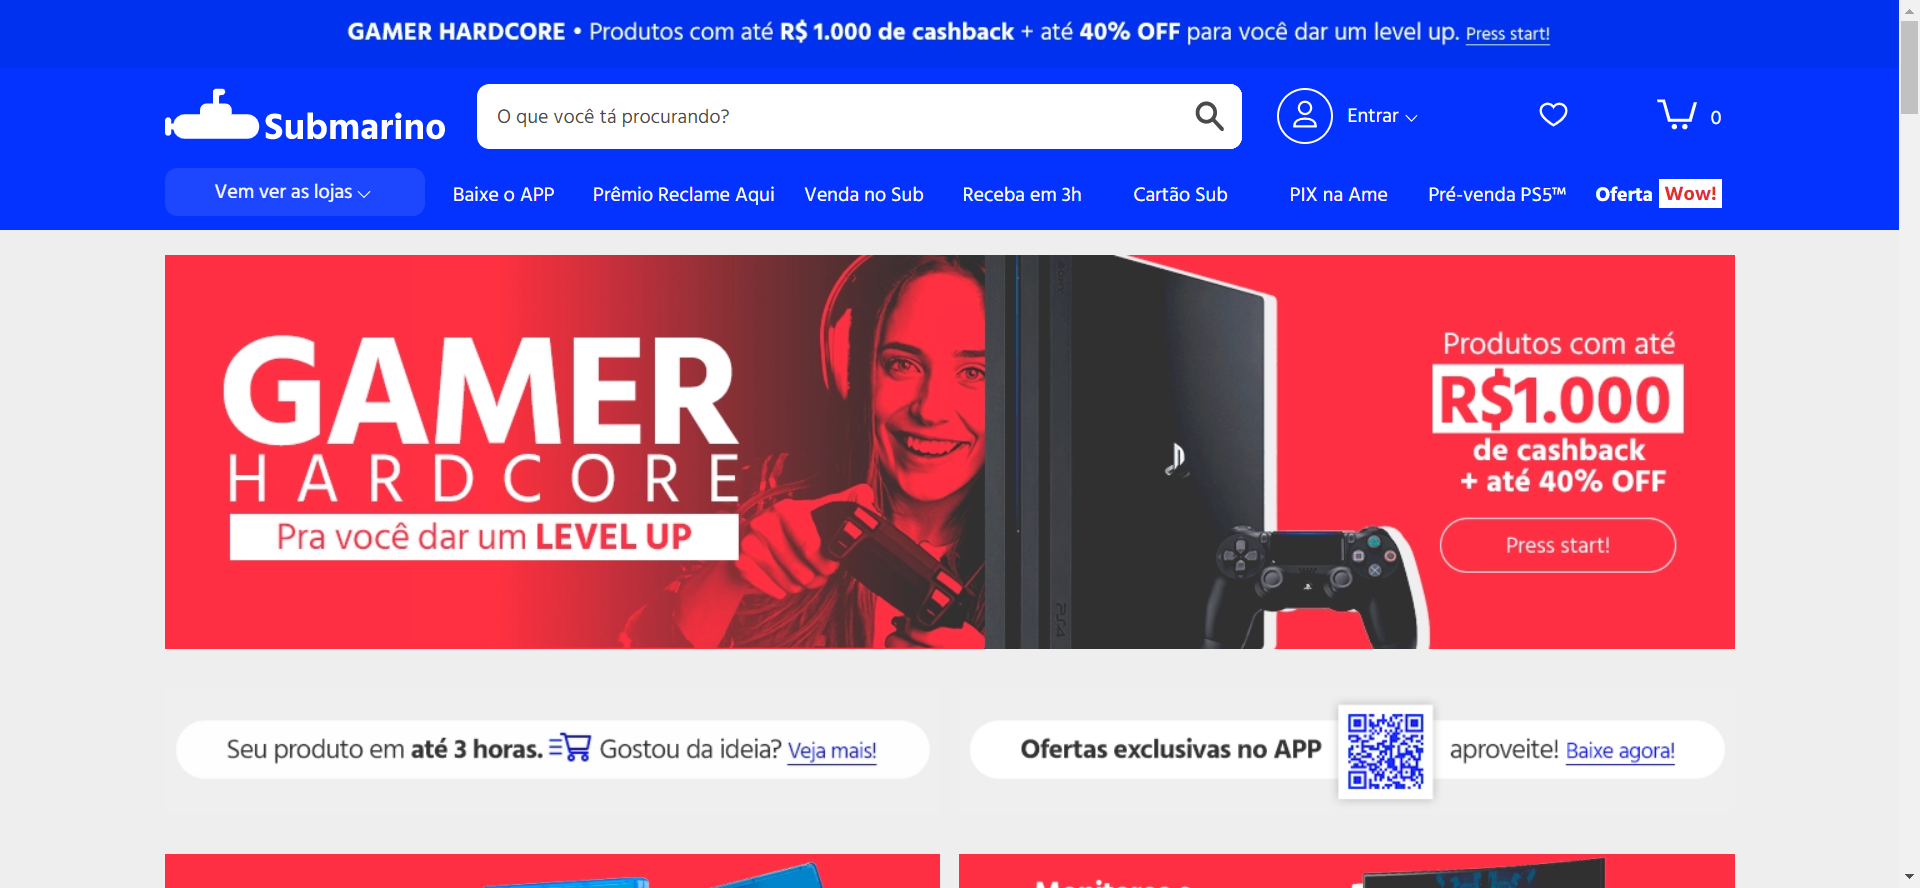 GAMER HARDCORE • Produtos com até R$ 1.000 de cashback + até 40% OFF para você dar um level up. Press start!
Submarino
O que você tá procurando?
Entrar
0
Vem ver as lojas
Baixe o APP
Prêmio Reclame Aqui
Venda no Sub
Receba em 3h
Cartão Sub
PIX na Ame
Pré-venda PS5™
Oferta Wow!
GAMER
HARDCORE
Pra você dar um LEVEL UP
PS4
Produtos com até
R$1.000
de cashback
+ até 40% OFF
Press start!
Seu produto em até 3 horas. Gostou da ideia? Veja mais!
Ofertas exclusivas no APP aproveite! Baixe agora!